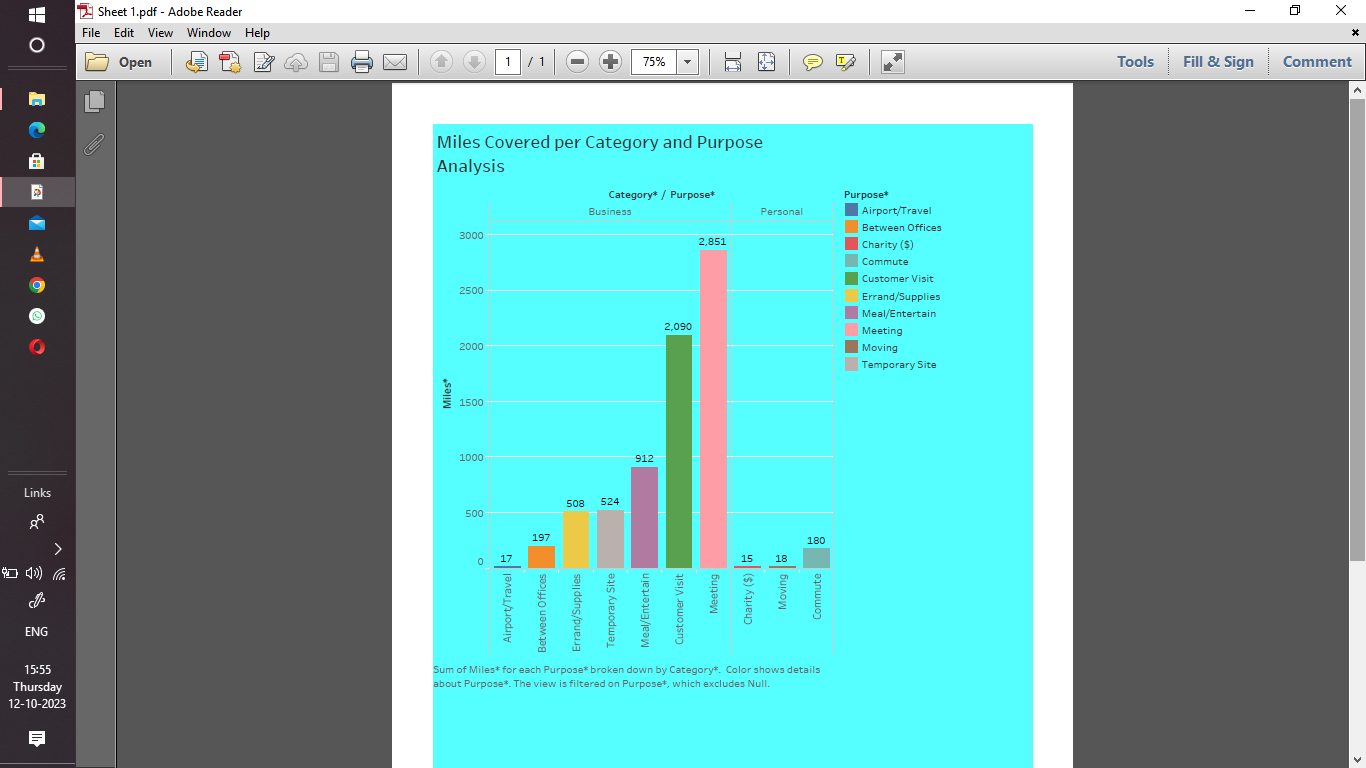 Sheet 1.pdf - Adobe Reader
File Edit View Window Help
Open 1 / 1 75% Tools Fill & Sign Comment
Miles Covered per Category and Purpose
Analysis
Category* / Purpose*
Business Personal
3000
2500
2000
1500
1000
500
0
Miles*
17
197
508
524
912
2,090
2,851
15
18
180
Airport/Travel
Between Offices
Errand/Supplies
Temporary Site
Meal/Entertain
Customer Visit
Meeting
Charity ($)
Moving
Commute
Purpose*
Airport/Travel
Between Offices
Charity ($)
Commute
Customer Visit
Errand/Supplies
Meal/Entertain
Meeting
Moving
Temporary Site
Sum of Miles* for each Purpose* broken down by Category*. Color shows details
about Purpose*. The view is filtered on Purpose*, which excludes Null.
Links
ENG
15:55
Thursday
12-10-2023